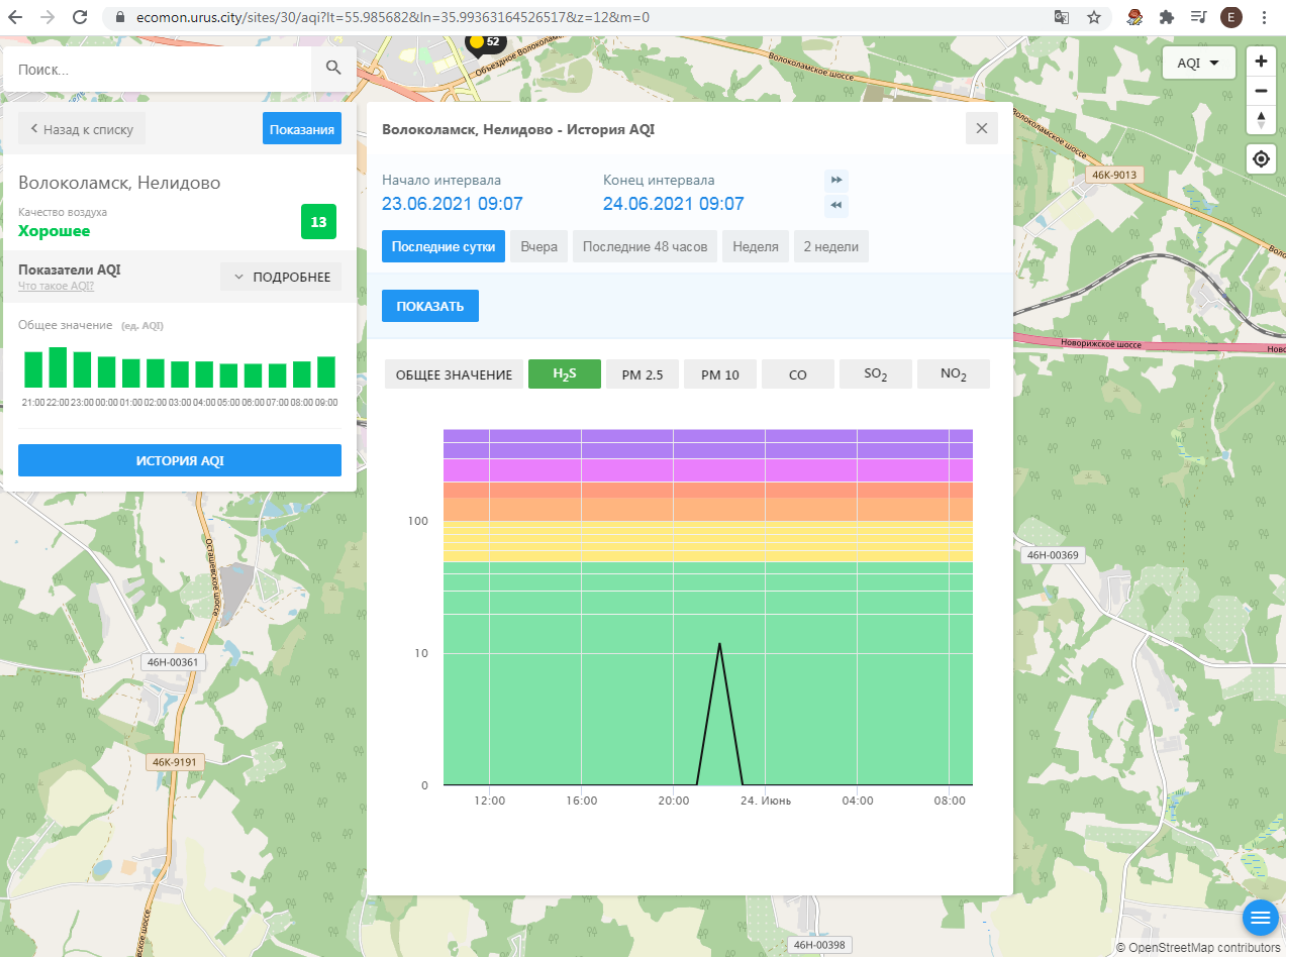 ecomon.urus.city/sites/30/aqi?lt=55.985682&ln=35.99363164526517&z=12&m=0
E
52
Объездное Волоколамск
Волоколамское шоссе
Поиск...
AQI
Назад к списку
Показания
Волоколамск, Нелидово - История AQI
Волоколамское шоссе
46К-9013
Волоколамск, Нелидово
Качество воздуха
Хорошее
13
Начало интервала
Конец интервала
23.06.2021 09:07
24.06.2021 09:07
Последние сутки
Вчера
Последние 48 часов
Неделя
2 недели
Показатели AQI
Что такое AQI?
ПОДРОБНЕЕ
ПОКАЗАТЬ
Общее значение (ед. AQI)
21:00 22:00 23:00 00:00 01:00 02:00 03:00 04:00 05:00 06:00 07:00 08:00 09:00
Новорижское шоссе
Ново
ОБЩЕЕ ЗНАЧЕНИЕ
H2S
PM 2.5
PM 10
CO
SO2
NO2
ИСТОРИЯ AQI
100
10
0
12:00
16:00
20:00
24. Июнь
04:00
08:00
Осташевское шоссе
46Н-00369
46Н-00361
46К-9191
46Н-00398
© OpenStreetMap contributors